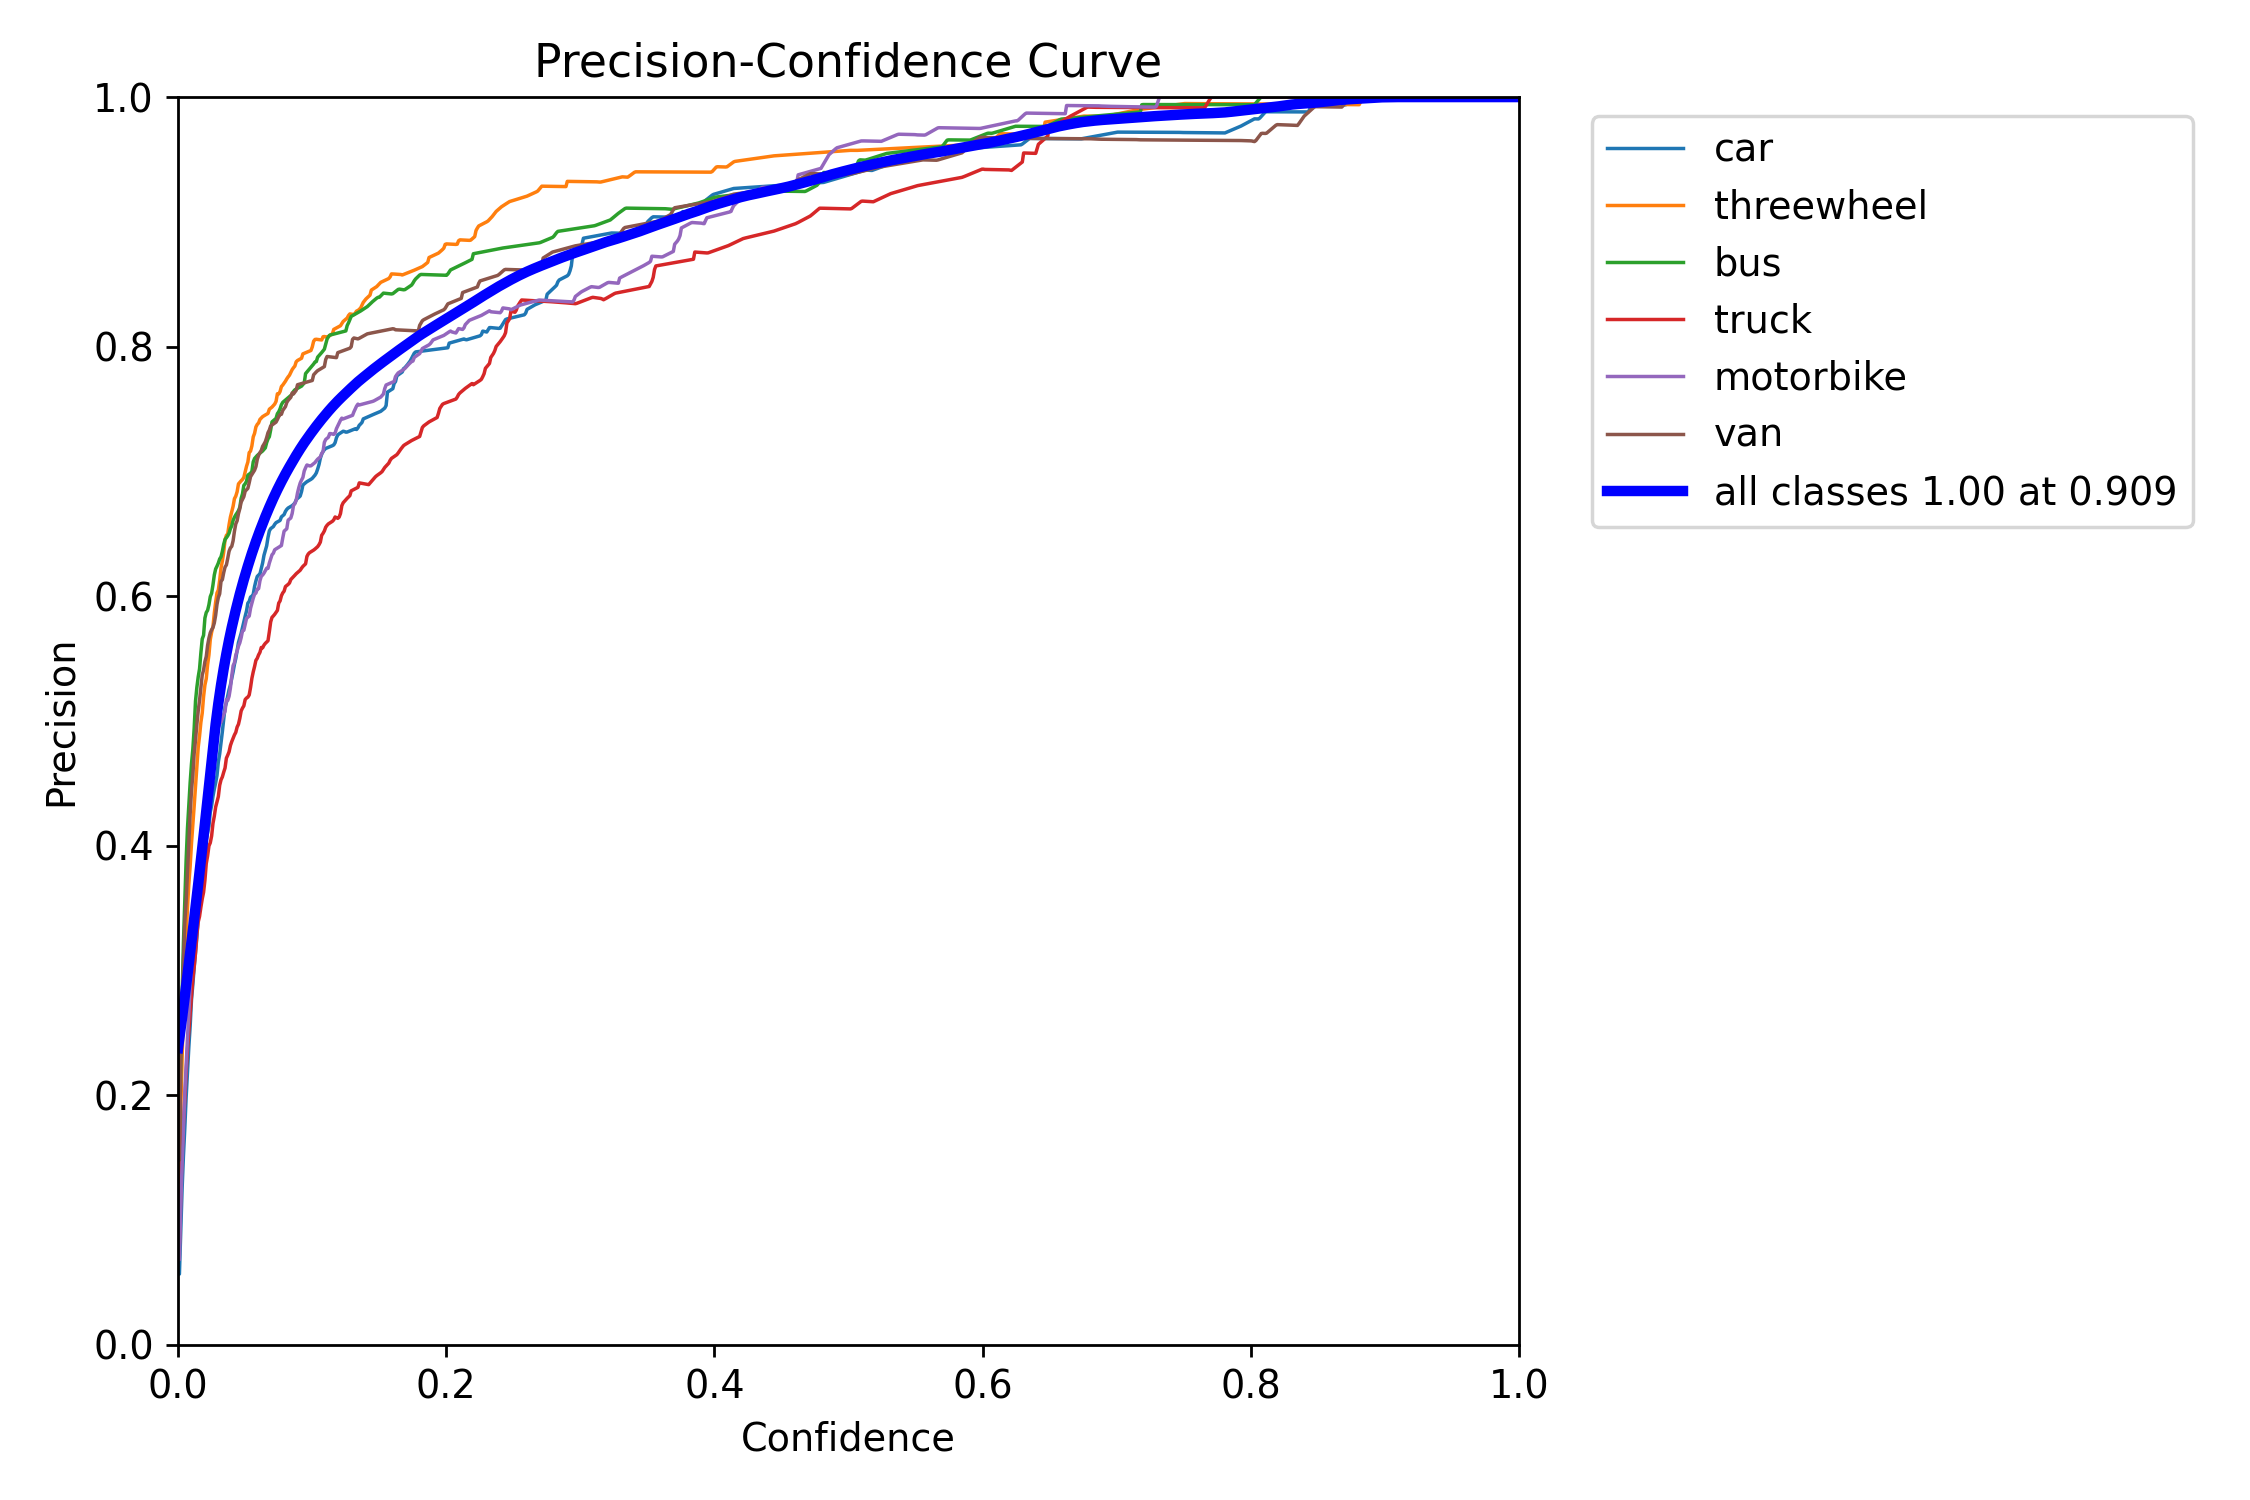 Precision-Confidence Curve
1.0
0.8
0.6
0.4
0.2
0.0
Precision
0.0 0.2 0.4 0.6 0.8 1.0
Confidence
car
threewheel
bus
truck
motorbike
van
all classes 1.00 at 0.909